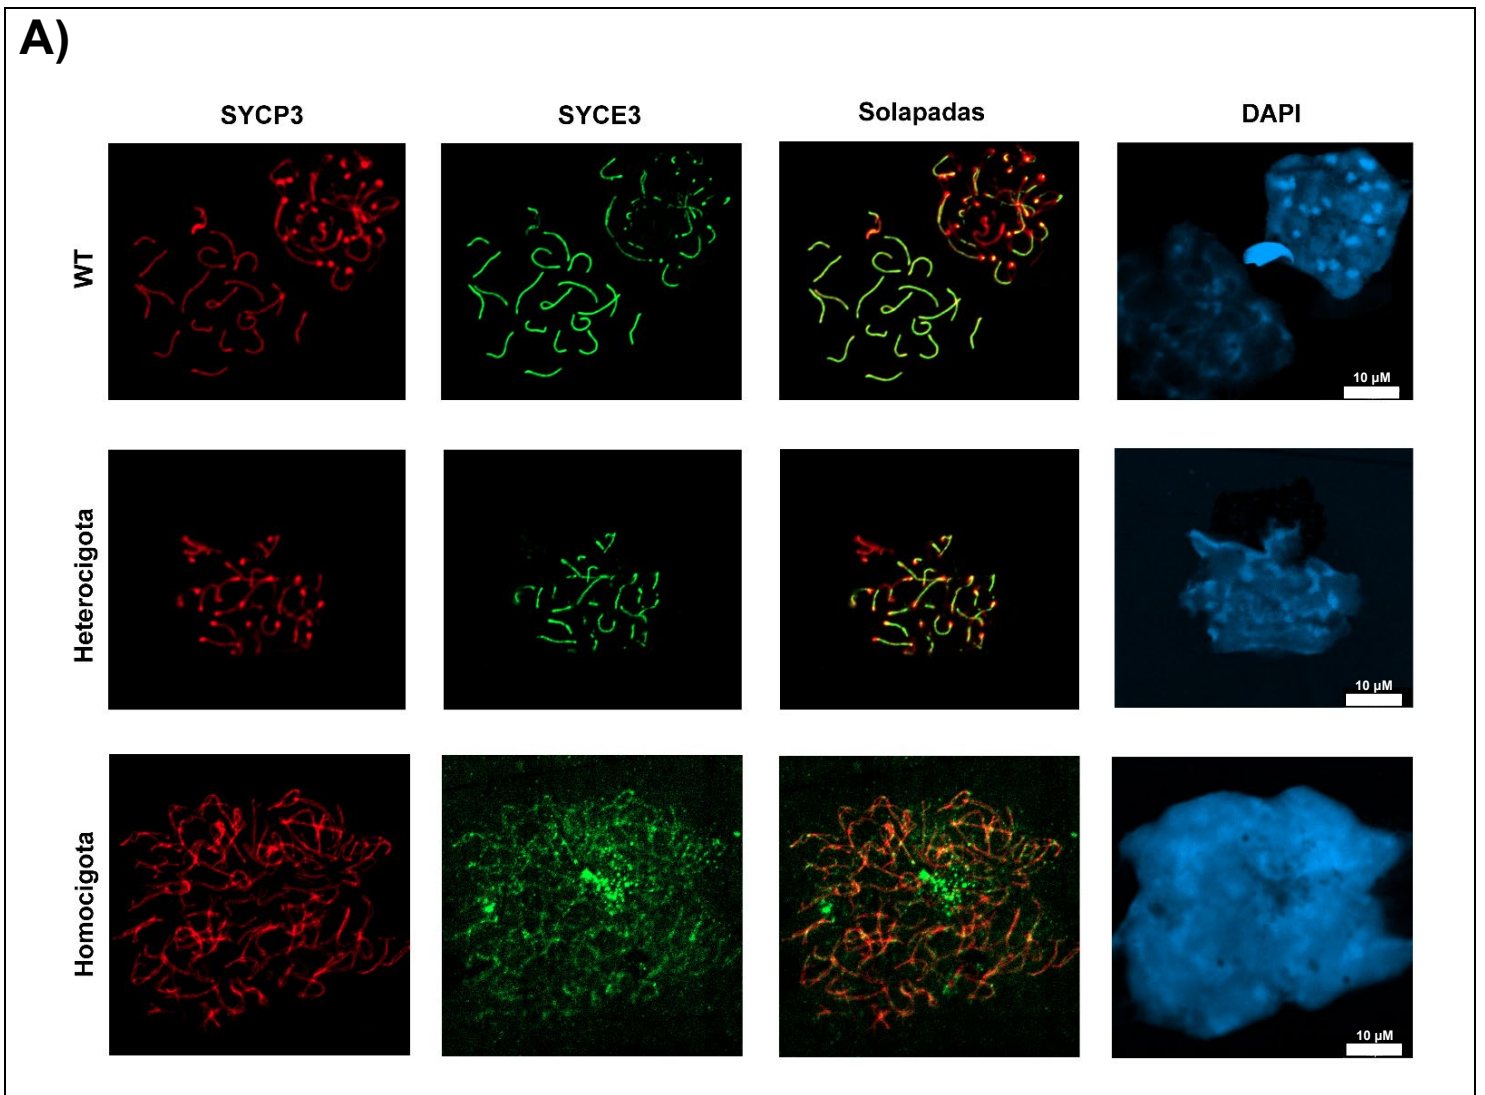 A)
SYCP3 SYCE3 Solapadas DAPI
WT
10 µM
Heterocigota
10 µM
Homocigota
10 µM